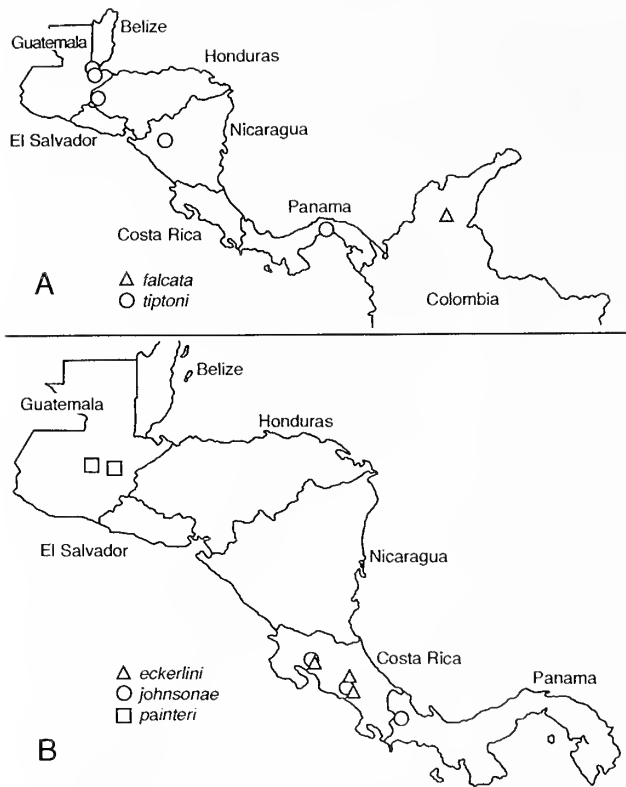 Belize
Guatemala
Honduras
El Salvador
Nicaragua
Panama
Costa Rica
A
falcata
tiptoni
Colombia
Belize
Guatemala
Honduras
El Salvador
Nicaragua
Costa Rica
eckerlini
johnsonae
painteri
Panama
B